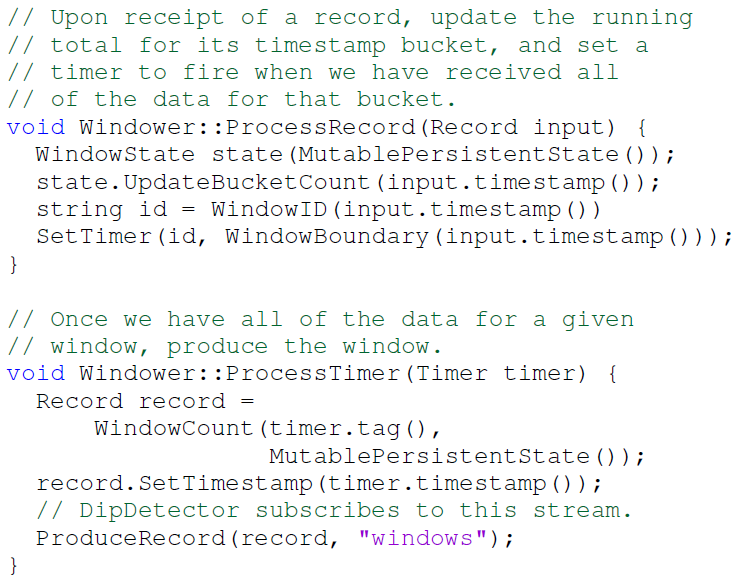 // Upon receipt of a record, update the running
// total for its timestamp bucket, and set a
// timer to fire when we have received all
// of the data for that bucket.
void Windower::ProcessRecord(Record input) {
  WindowState state(MutablePersistentState());
  state.UpdateBucketCount(input.timestamp());
  string id = WindowID(input.timestamp())
  SetTimer(id, WindowBoundary(input.timestamp()));
}

// Once we have all of the data for a given
// window, produce the window.
void Windower::ProcessTimer(Timer timer) {
  Record record =
      WindowCount(timer.tag(),
                  MutablePersistentState());
  record.SetTimestamp(timer.timestamp());
  // DipDetector subscribes to this stream.
  ProduceRecord(record, "windows");
}